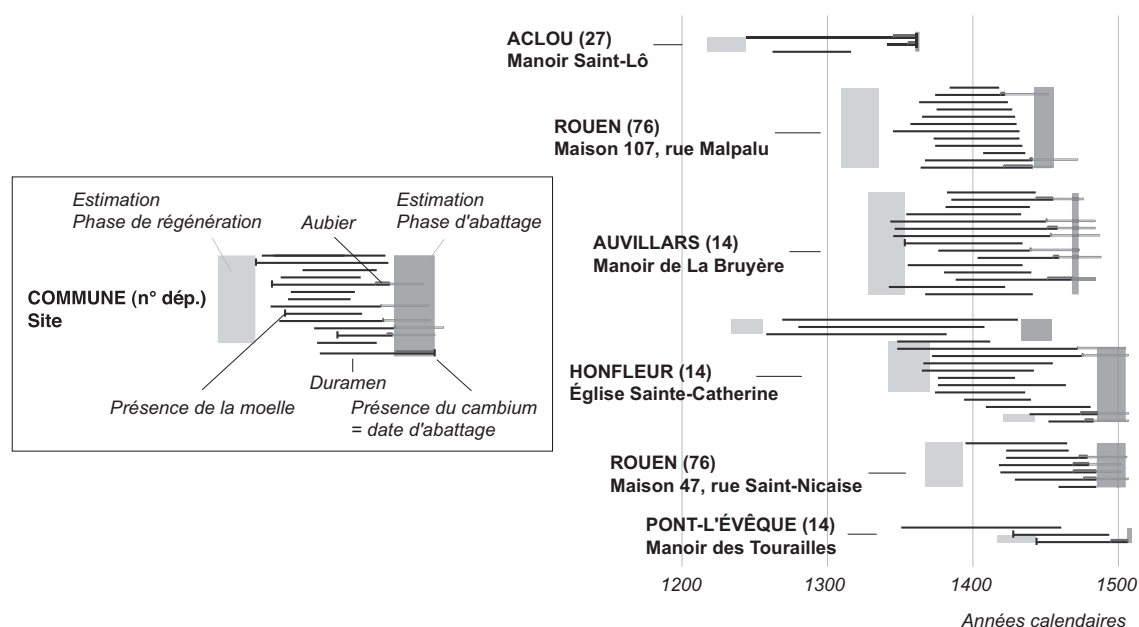 ACLOU (27)
Manoir Saint-Lô
ROUEN (76)
Maison 107, rue Malpalu
AUVILLARS (14)
Manoir de La Bruyère
HONFLEUR (14)
Église Sainte-Catherine
ROUEN (76)
Maison 47, rue Saint-Nicaise
PONT-L'ÉVÊQUE (14)
Manoir des Tourailles
1200 1300 1400 1500
Années calendaires
Estimation
Phase de régénération
Aubier
Estimation
Phase d'abattage
COMMUNE (n° dép.)
Site
Duramen
Présence de la moelle
Présence du cambium
= date d'abattage